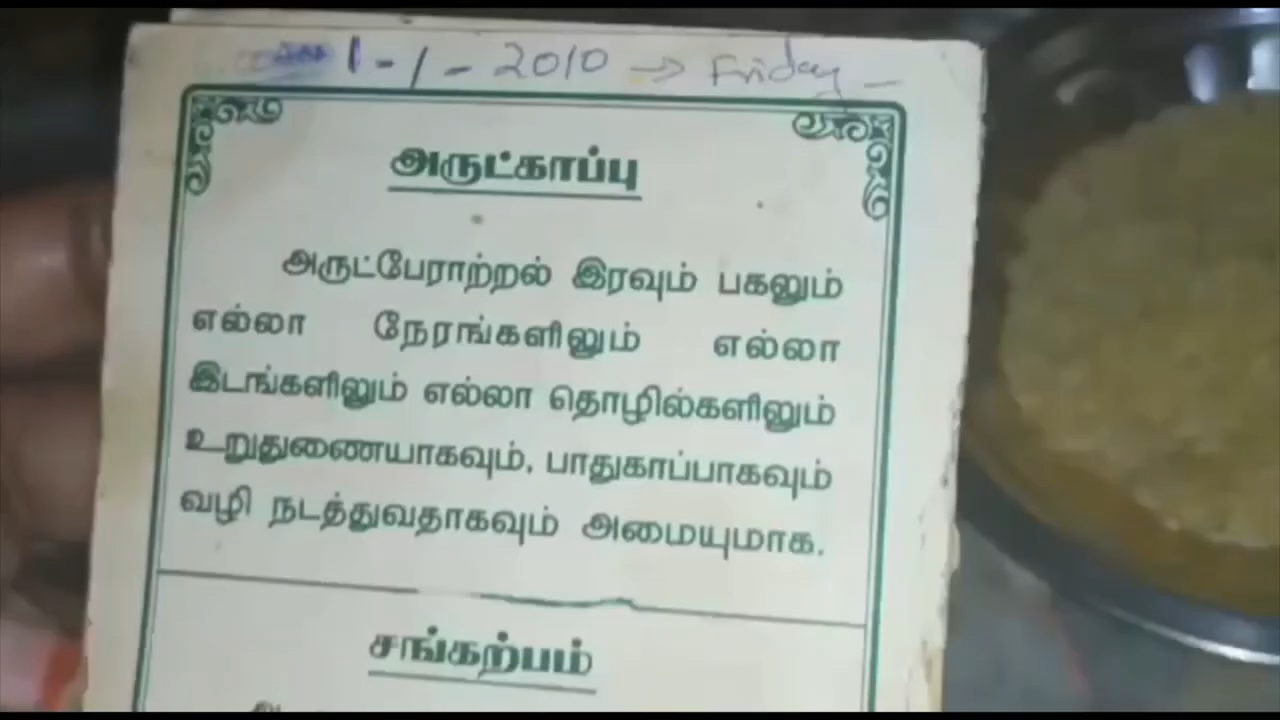 1-1-2010 → Friday
அருட்காப்பு
அருட்பேராற்றல் இரவும் பகலும்
எல்லா நேரங்களிலும் எல்லா
இடங்களிலும் எல்லா தொழில்களிலும்
உறுதுணையாகவும், பாதுகாப்பாகவும்
வழி நடத்துவதாகவும் அமையுமாக.
சங்கற்பம்